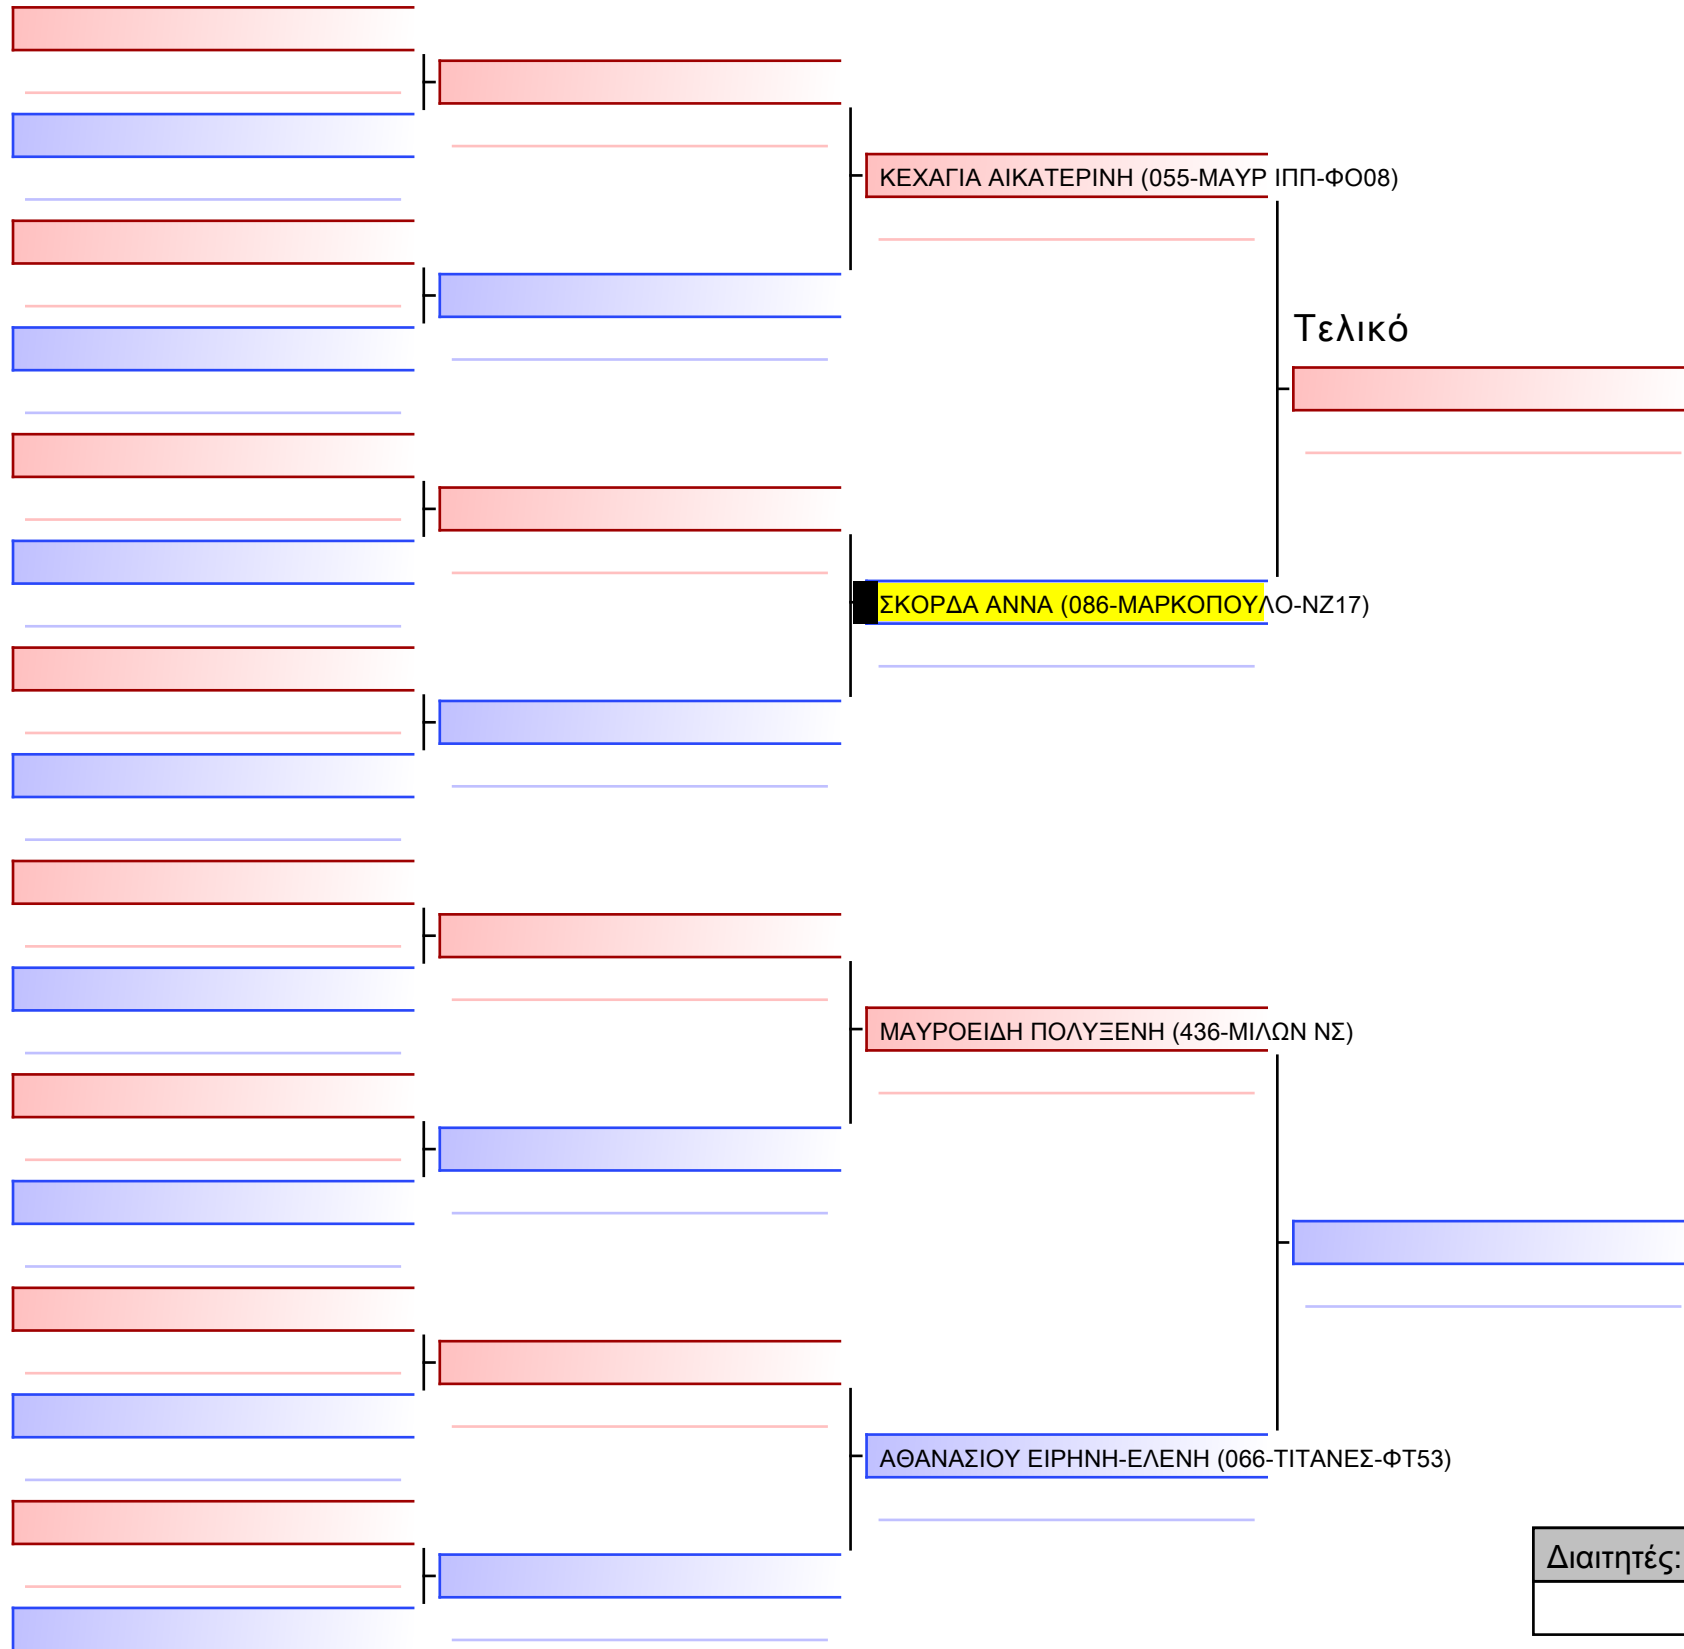 ΚΕΧΑΓΙΑ ΑΙΚΑΤΕΡΙΝΗ (055-ΜΑΥΡ ΙΠΠ-ΦΟ08)
Τελικό
ΣΚΟΡΔΑ ΑΝΝΑ (086-ΜΑΡΚΟΠΟΥΛΟ-ΝΖ17)
ΜΑΥΡΟΕΙΔΗ ΠΟΛΥΞΕΝΗ (436-ΜΙΛΩΝ ΝΣ)
ΑΘΑΝΑΣΙΟΥ ΕΙΡΗΝΗ-ΕΛΕΝΗ (066-ΤΙΤΑΝΕΣ-ΦΤ53)
Διαιτητές: